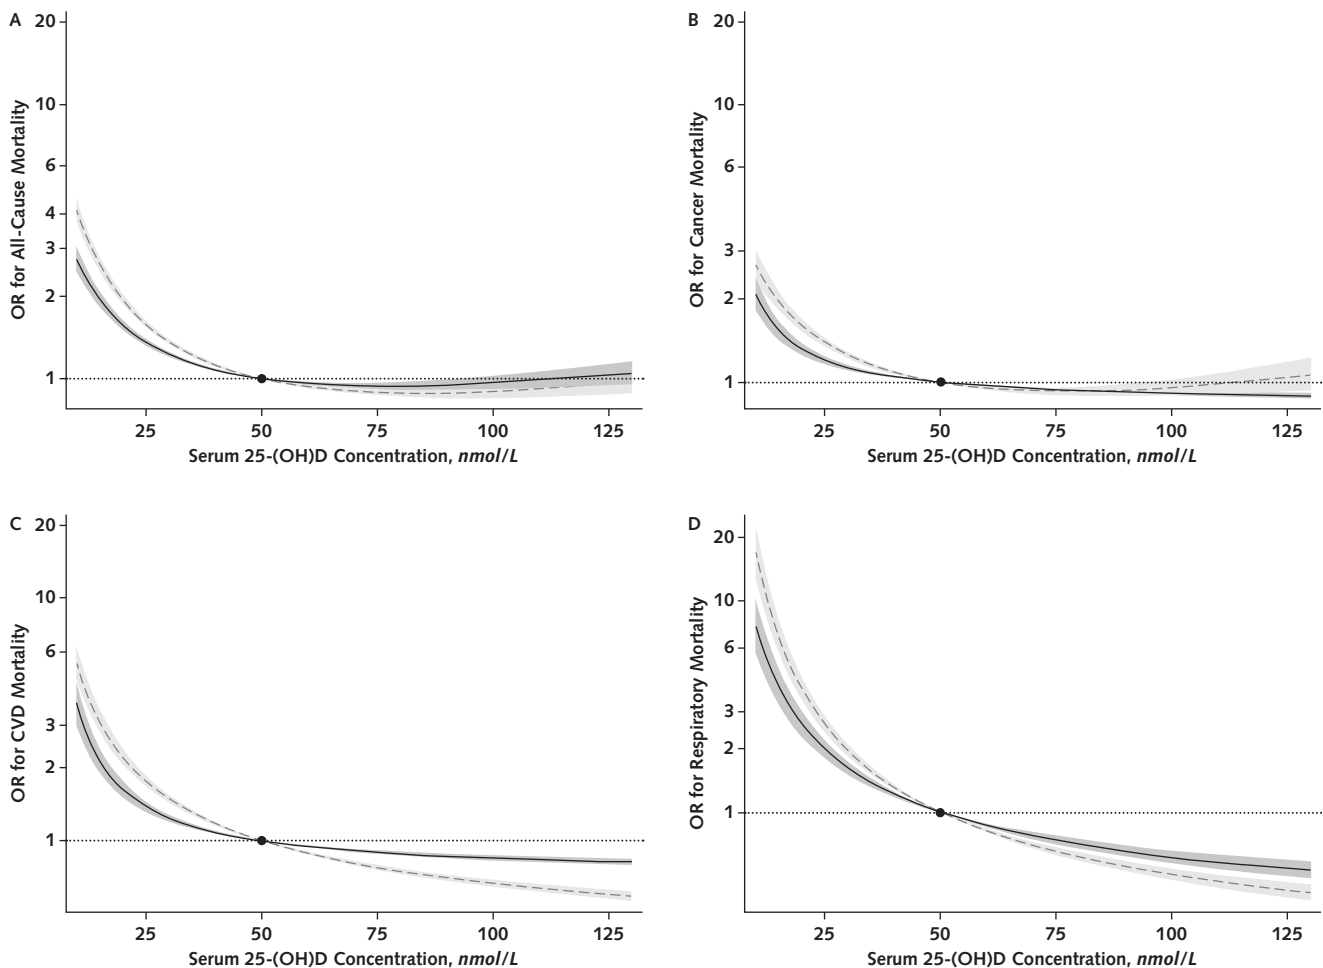 A
OR for All-Cause Mortality
20
10
6
4
3
2
1
25 50 75 100 125
Serum 25-(OH)D Concentration, nmol/L
B
OR for Cancer Mortality
20
10
6
3
2
1
25 50 75 100 125
Serum 25-(OH)D Concentration, nmol/L
C
OR for CVD Mortality
20
10
6
3
2
1
25 50 75 100 125
Serum 25-(OH)D Concentration, nmol/L
D
OR for Respiratory Mortality
20
10
6
3
2
1
25 50 75 100 125
Serum 25-(OH)D Concentration, nmol/L